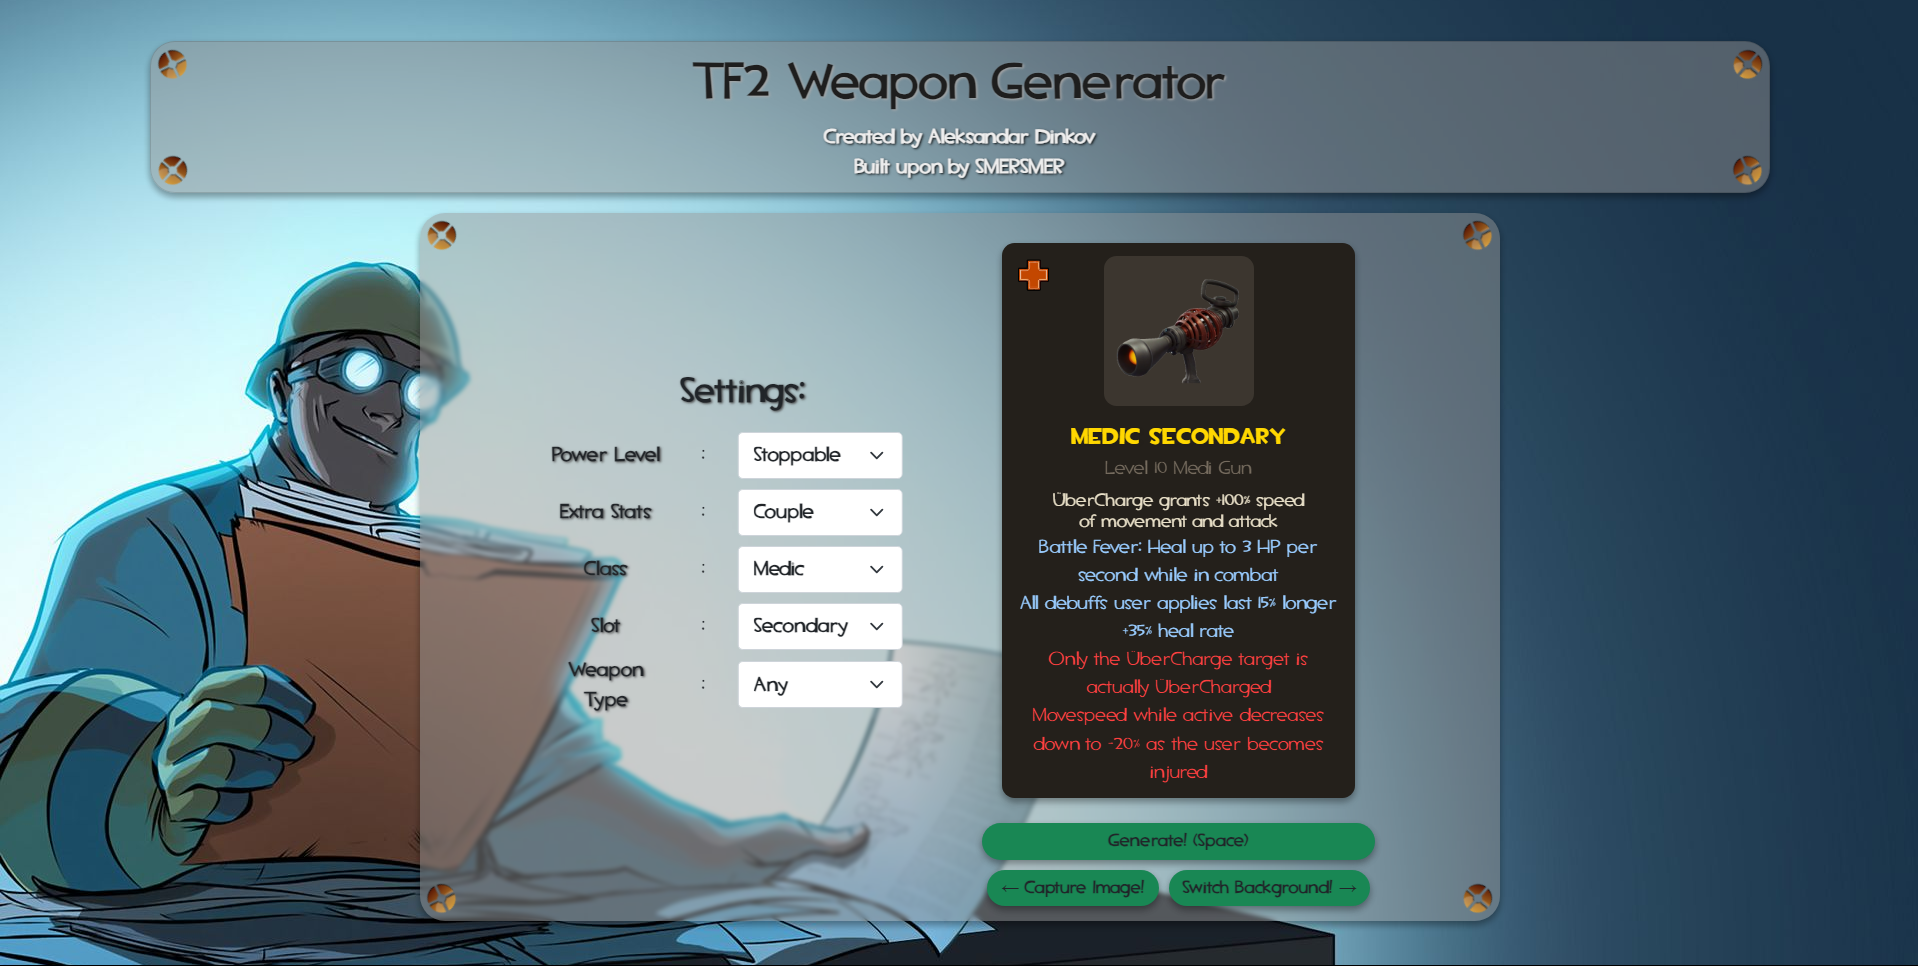 TF2 Weapon Generator
Created by Aleksandar Dinkov
Built upon by SMERSMER
Settings:
Power Level : Stoppable
Extra Stats : Couple
Class : Medic
Slot : Secondary
Weapon
Type : Any
MEDIC SECONDARY
Level 10 Medi Gun
ÜberCharge grants +100% speed
of movement and attack
Battle Fever: Heal up to 3 HP per
second while in combat
All debuffs user applies last 15% longer
+35% heal rate
Only the ÜberCharge target is
actually ÜberCharged
Movespeed while active decreases
down to -20% as the user becomes
injured
Generate! (Space)
← Capture Image!
Switch Background! →